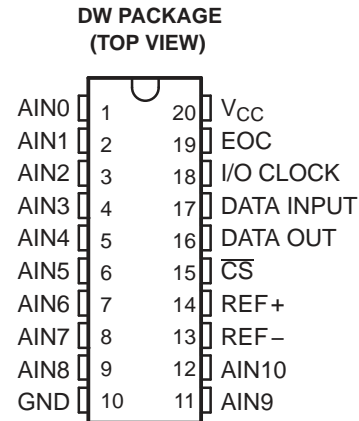 DW PACKAGE
(TOP VIEW)
AIN0 1 20 VCC
AIN1 2 19 EOC
AIN2 3 18 I/O CLOCK
AIN3 4 17 DATA INPUT
AIN4 5 16 DATA OUT
AIN5 6 15 C̅S̅
AIN6 7 14 REF+
AIN7 8 13 REF−
AIN8 9 12 AIN10
GND 10 11 AIN9